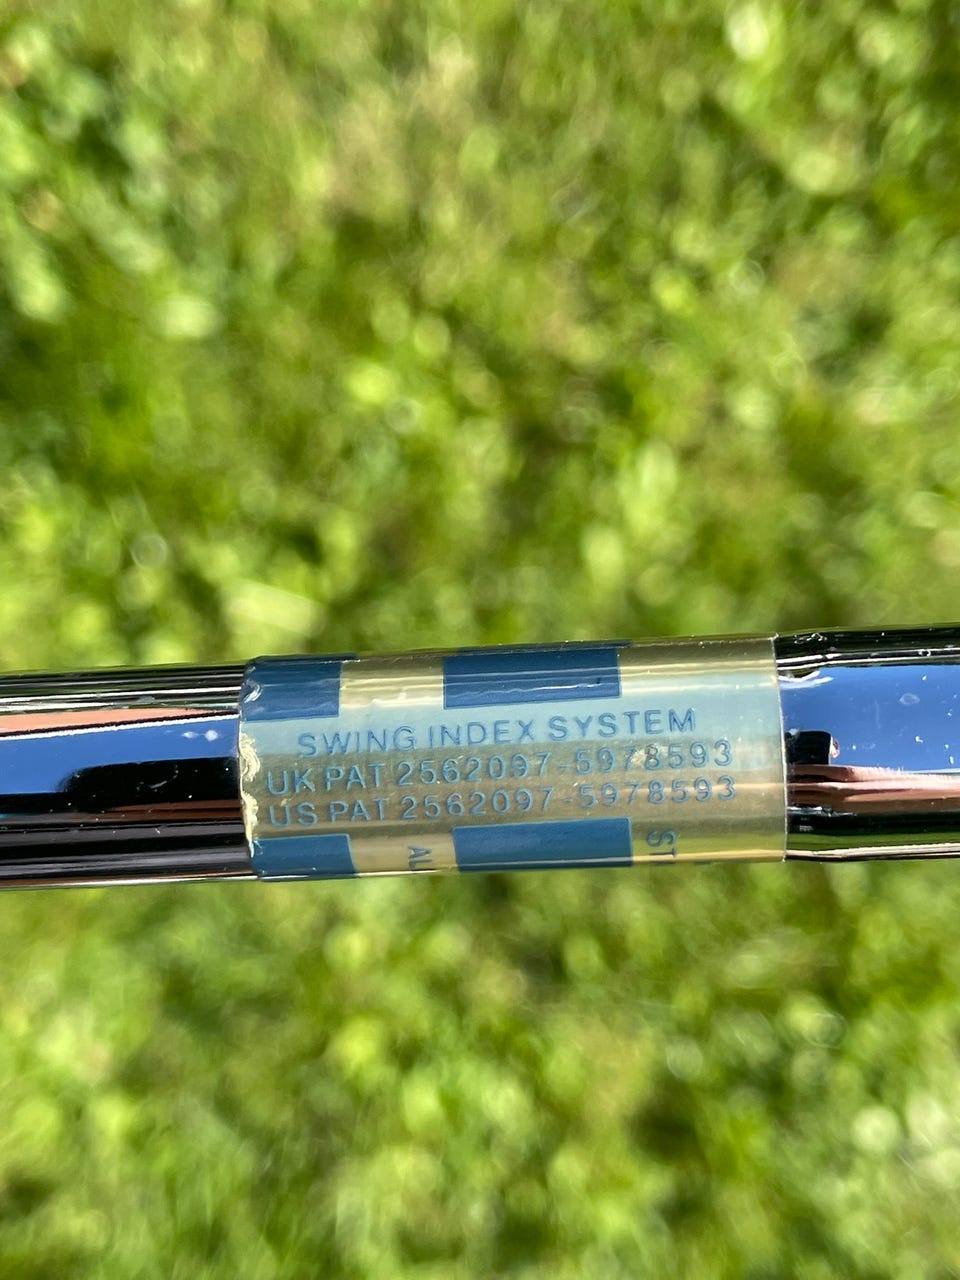 SWING INDEX SYSTEM
UK PAT 2562097-5978593
US PAT 2562097-5978593